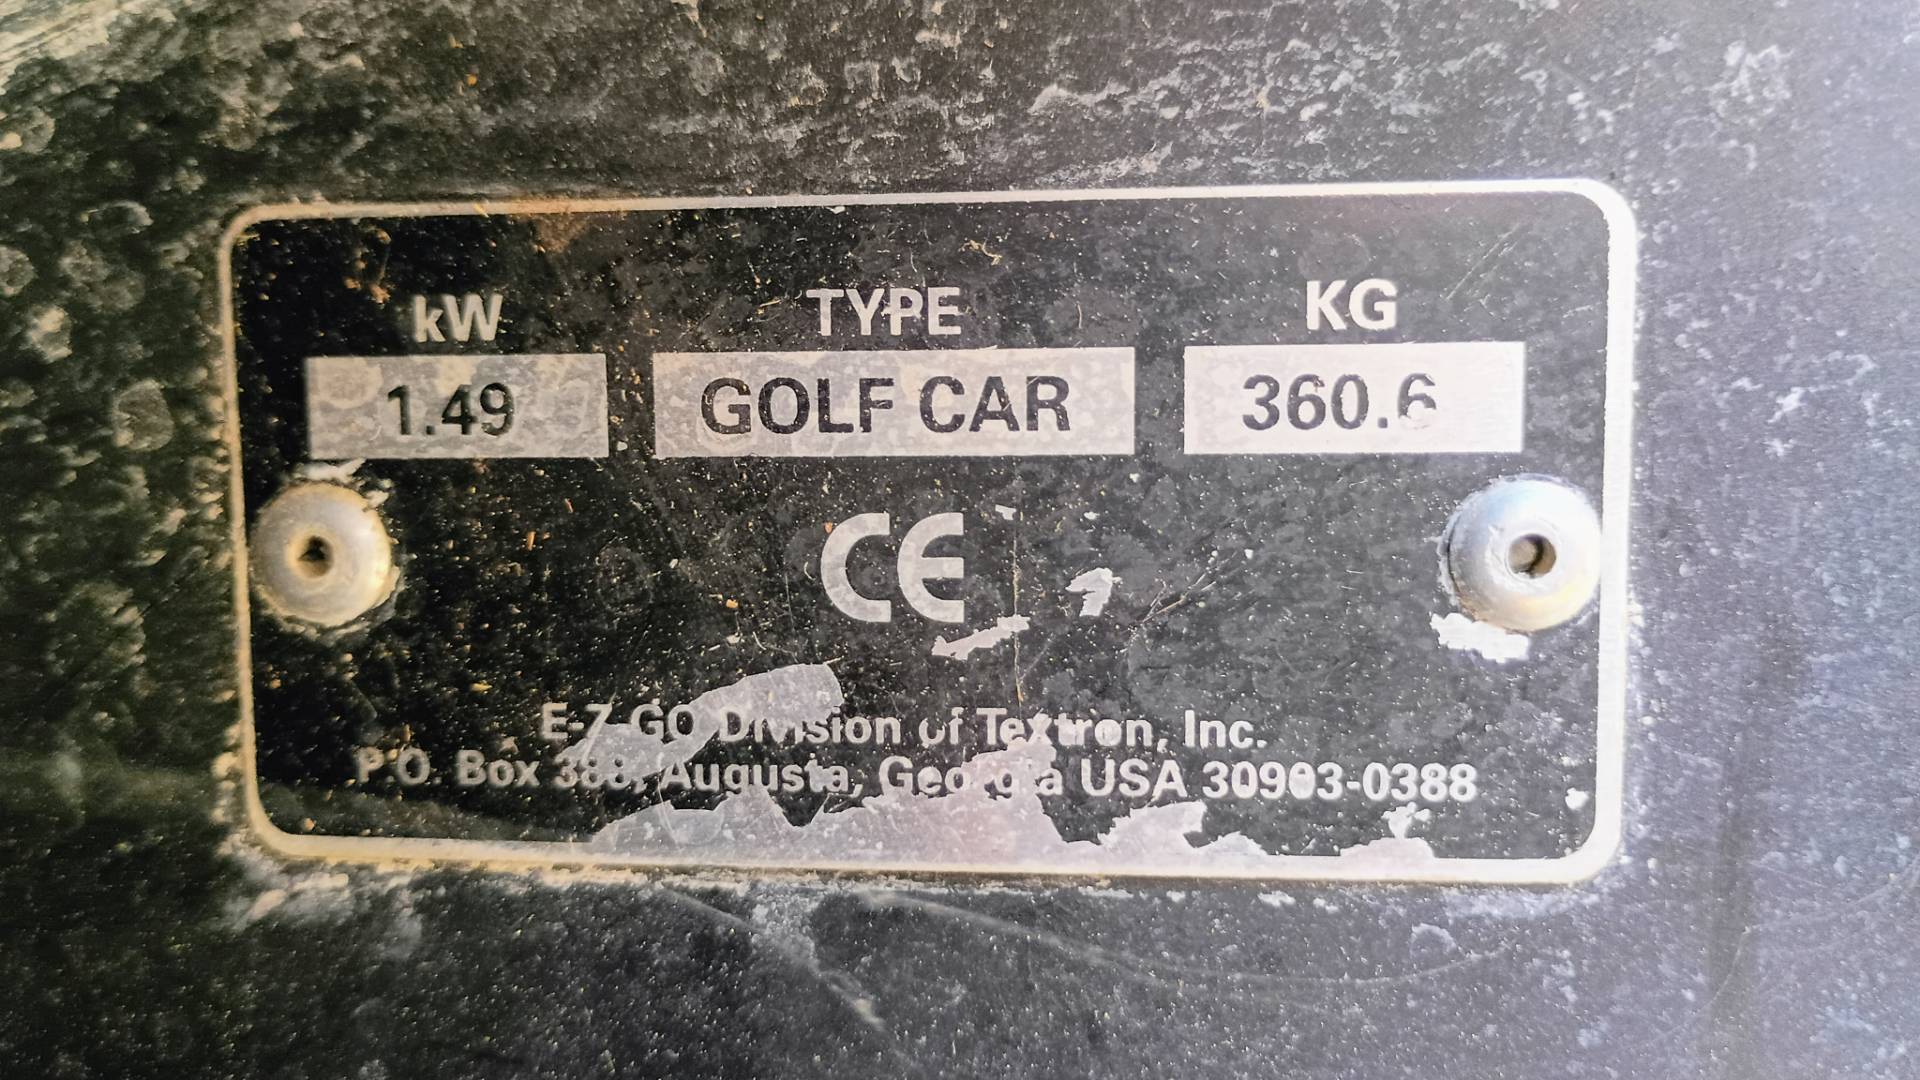 kW TYPE KG
1.49 GOLF CAR 360.6
CE
E-Z-GO Division of Textron, Inc.
P.O. Box 388, Augusta, Georgia USA 30903-0388